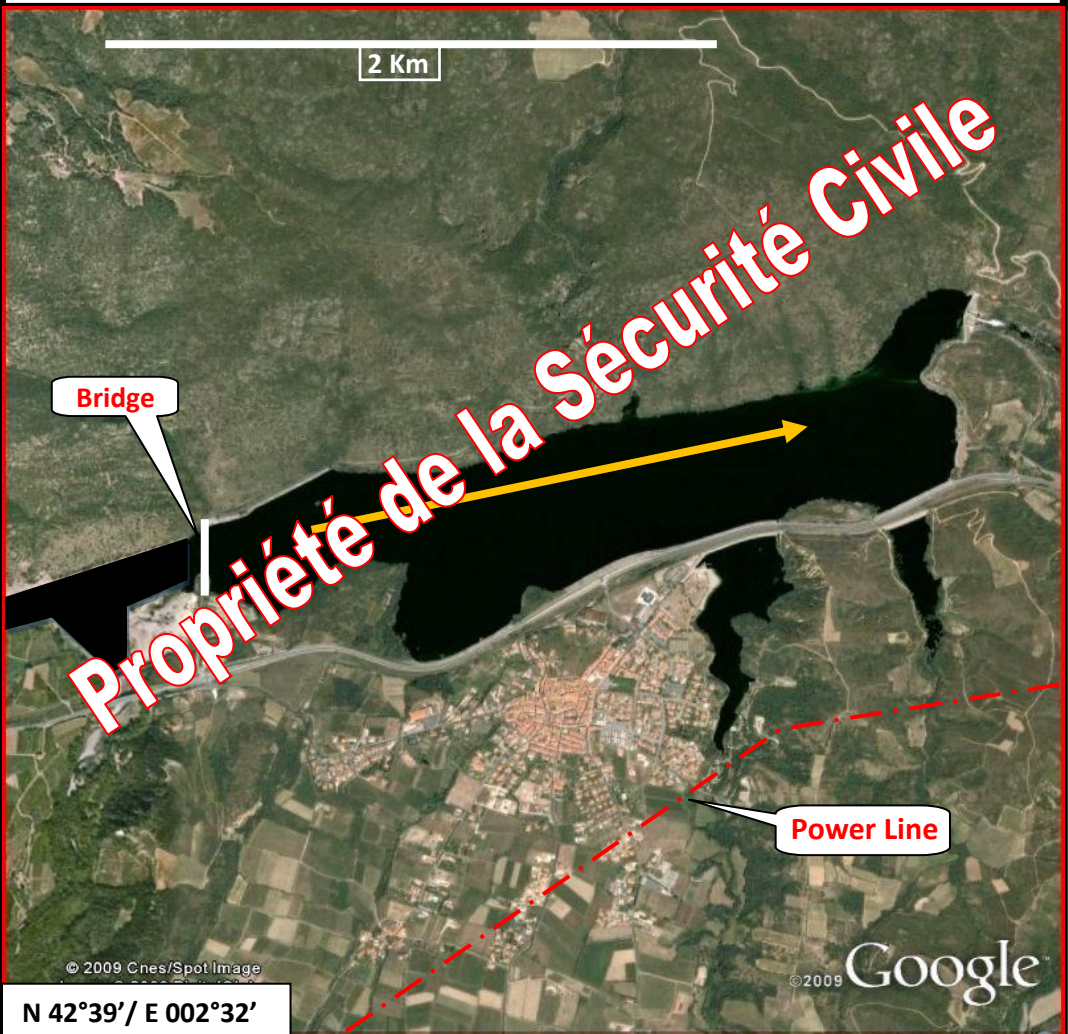 2 Km
Propriété de la Sécurité Civile
Bridge
Power Line
© 2009 Cnes/Spot Image
©2009 Google
N 42°39’/ E 002°32’